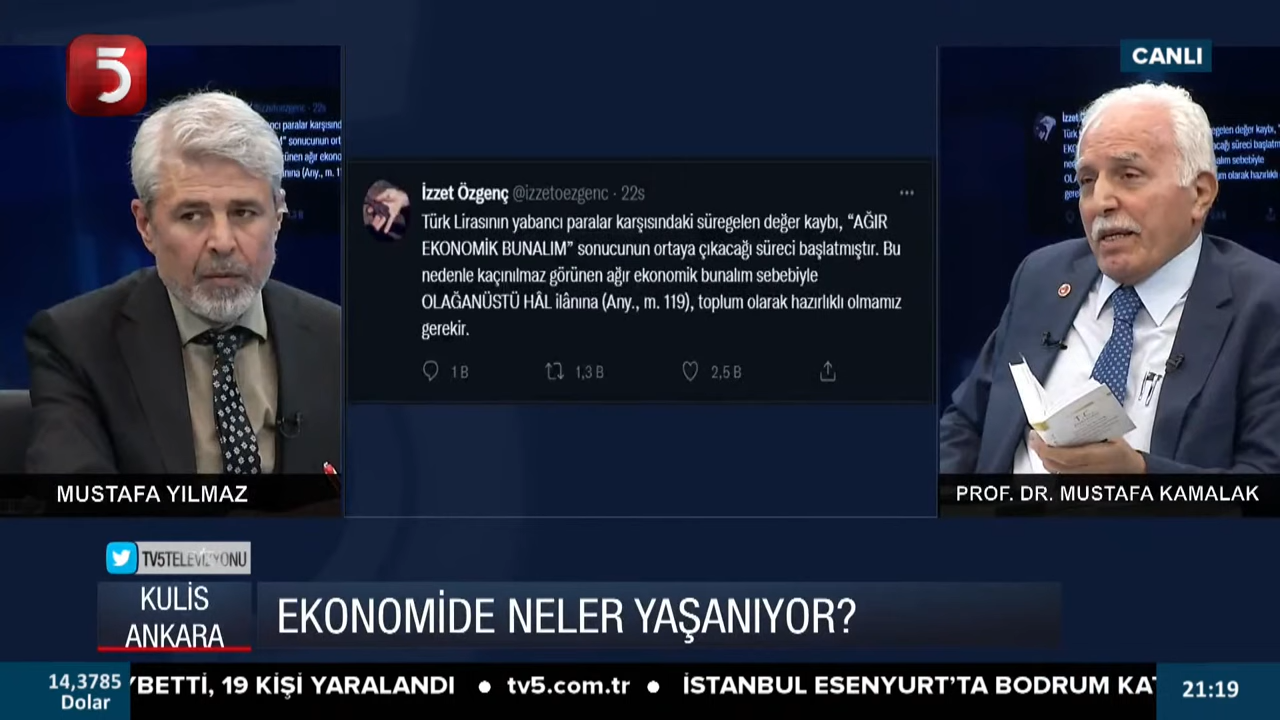 5
CANLI
İzzet Özgenç @izzetoezgenc · 22s
Türk Lirasının yabancı paralar karşısındaki süregelen değer kaybı, “AĞIR
EKONOMİK BUNALIM” sonucunun ortaya çıkacağı süreci başlatmıştır. Bu
nedenle kaçınılmaz görünen ağır ekonomik bunalım sebebiyle
OLAĞANÜSTÜ HÂL ilânına (Any., m. 119), toplum olarak hazırlıklı olmamız
gerekir.
1 B 1,3 B 2,5 B
T.C.
MUSTAFA YILMAZ
PROF. DR. MUSTAFA KAMALAK
TV5TELEVİZYONU
KULİS
ANKARA
EKONOMİDE NELER YAŞANIYOR?
14,3785
Dolar
YBETTİ, 19 KİŞİ YARALANDI ● tv5.com.tr ● İSTANBUL ESENYURT’TA BODRUM KAT
21:19